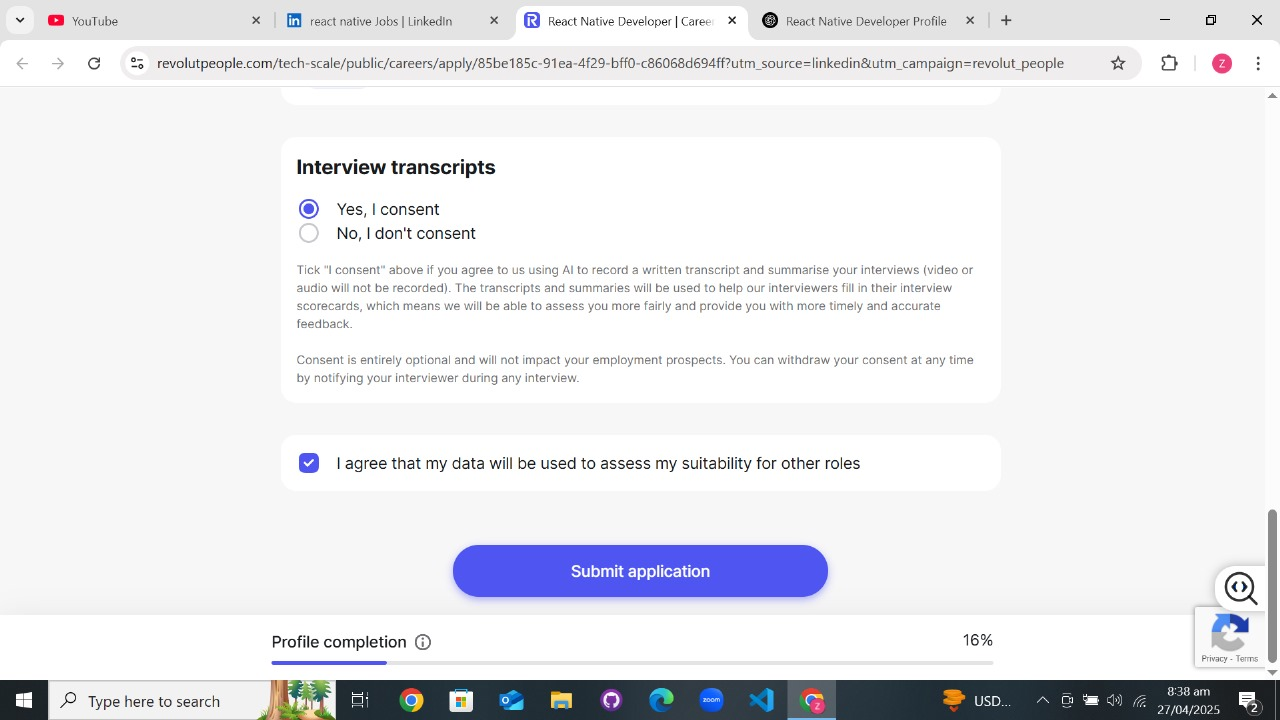 YouTube
react native Jobs | LinkedIn
React Native Developer | Career
React Native Developer Profile
revolutpeople.com/tech-scale/public/careers/apply/85be185c-91ea-4f29-bff0-c86068d694ff?utm_source=linkedin&utm_campaign=revolut_people
Z
Interview transcripts
Yes, I consent
No, I don't consent
Tick "I consent" above if you agree to us using AI to record a written transcript and summarise your interviews (video or
audio will not be recorded). The transcripts and summaries will be used to help our interviewers fill in their interview
scorecards, which means we will be able to assess you more fairly and provide you with more timely and accurate
feedback.
Consent is entirely optional and will not impact your employment prospects. You can withdraw your consent at any time
by notifying your interviewer during any interview.
I agree that my data will be used to assess my suitability for other roles
Submit application
Profile completion
16%
Privacy - Terms
Type here to search
zoom
Z
USD...
8:38 am
27/04/2025
2